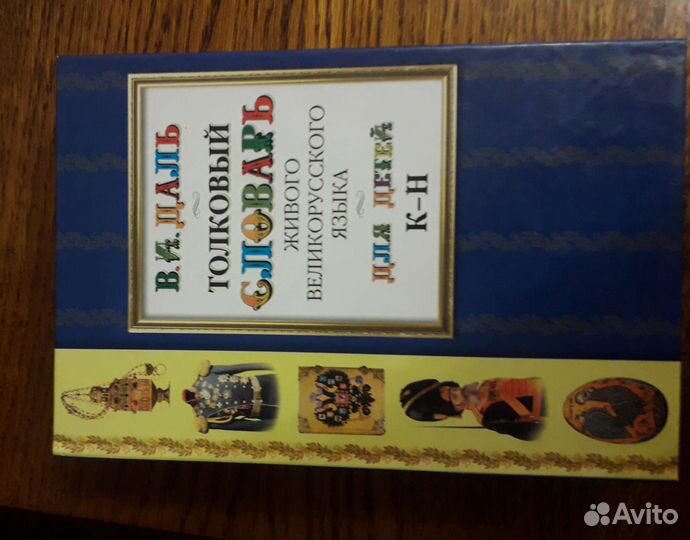 В.И. ДАЛЬ
ТОЛКОВЫЙ
СЛОВАРЬ
ЖИВОГО
ВЕЛИКОРУССКОГО
ЯЗЫКА
ДЛЯ ДЕТЕЙ
К–Н
Avito